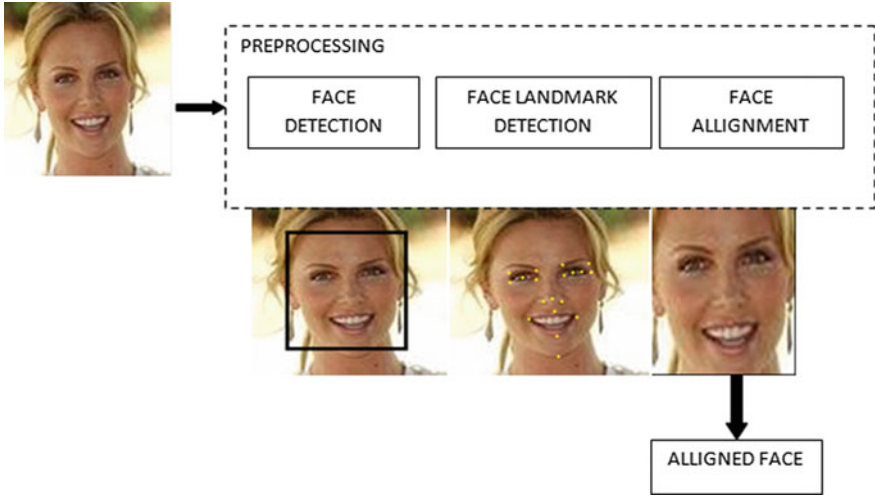 PREPROCESSING
FACE
DETECTION
FACE LANDMARK
DETECTION
FACE
ALLIGNMENT
ALLIGNED FACE